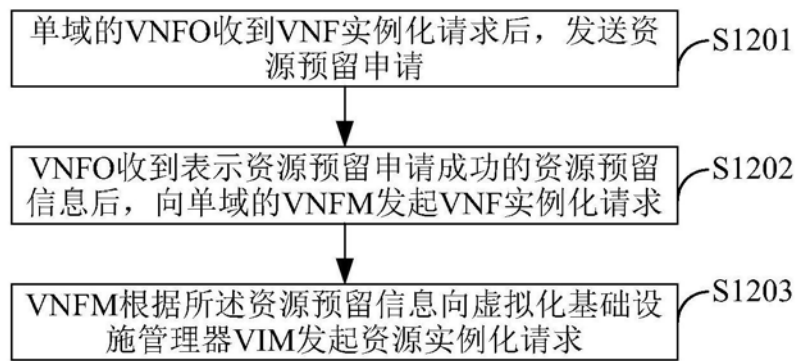 单域的VNFO收到VNF实例化请求后，发送资
源预留申请
S1201
VNFO收到表示资源预留申请成功的资源预留
信息后，向单域的VNFM发起VNF实例化请求
S1202
VNFM根据所述资源预留信息向虚拟化基础设
施管理器VIM发起资源实例化请求
S1203